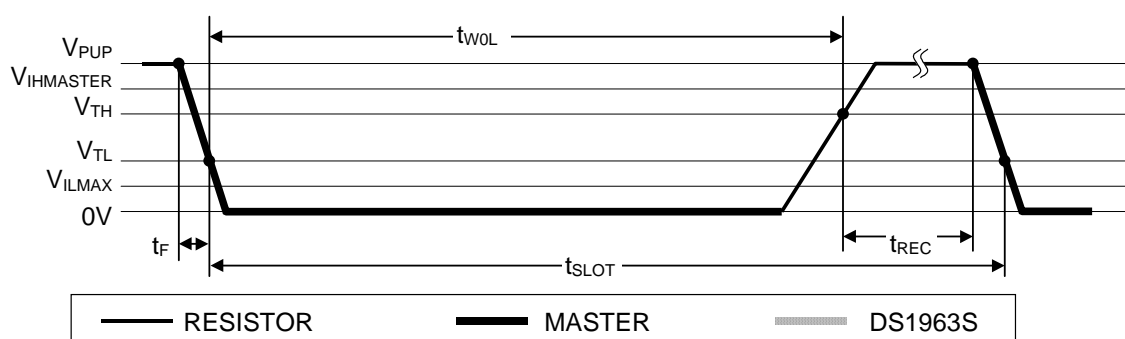 tW0L
VPUP
VIHMASTER
VTH
VTL
VILMAX
0V
tF
tREC
tSLOT
RESISTOR MASTER DS1963S